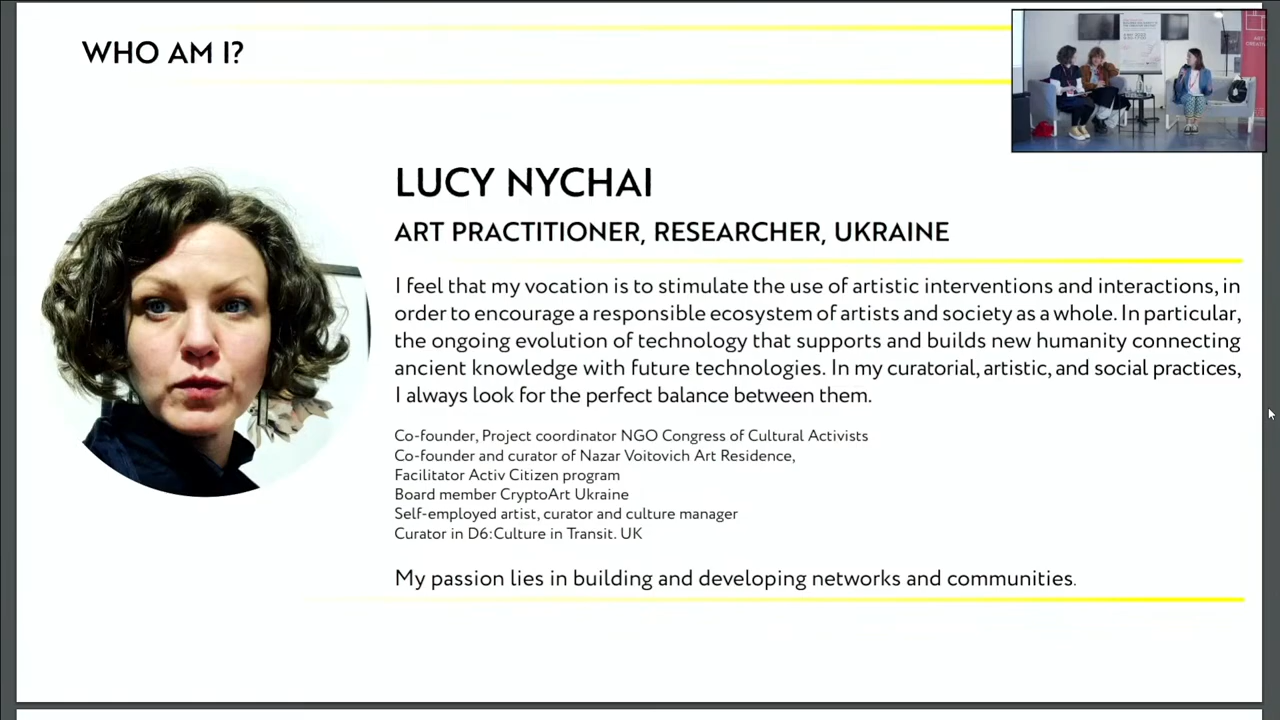 WHO AM I?
LUCY NYCHAI
ART PRACTITIONER, RESEARCHER, UKRAINE
I feel that my vocation is to stimulate the use of artistic interventions and interactions, in
order to encourage a responsible ecosystem of artists and society as a whole. In particular,
the ongoing evolution of technology that supports and builds new humanity connecting
ancient knowledge with future technologies. In my curatorial, artistic, and social practices,
I always look for the perfect balance between them.
Co-founder, Project coordinator NGO Congress of Cultural Activists
Co-founder and curator of Nazar Voitovich Art Residence,
Facilitator Activ Citizen program
Board member CryptoArt Ukraine
Self-employed artist, curator and culture manager
Curator in D6:Culture in Transit. UK
My passion lies in building and developing networks and communities.